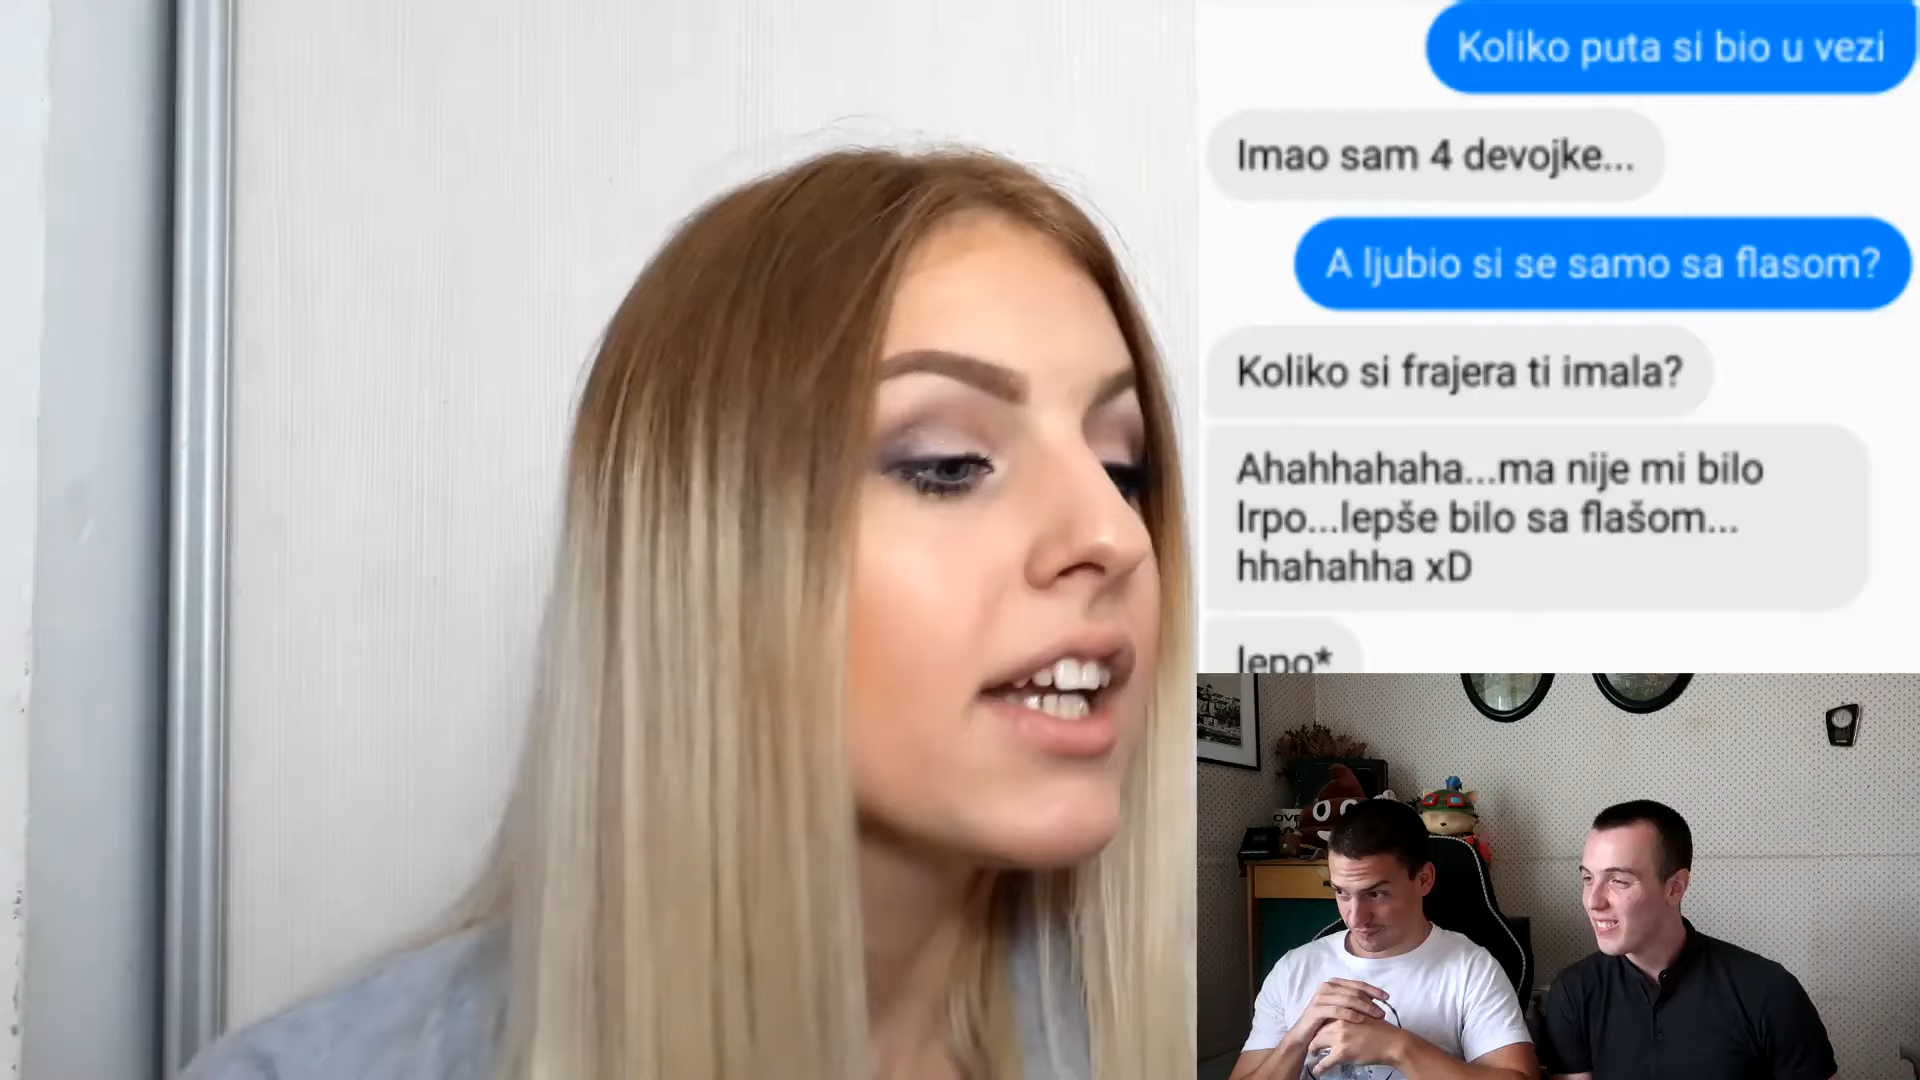 Koliko puta si bio u vezi
Imao sam 4 devojke...
A ljubio si se samo sa flasom?
Koliko si frajera ti imala?
Ahahhahaha...ma nije mi bilo
lrpo...lepše bilo sa flašom...
hhahahha xD
lepo*
OVE